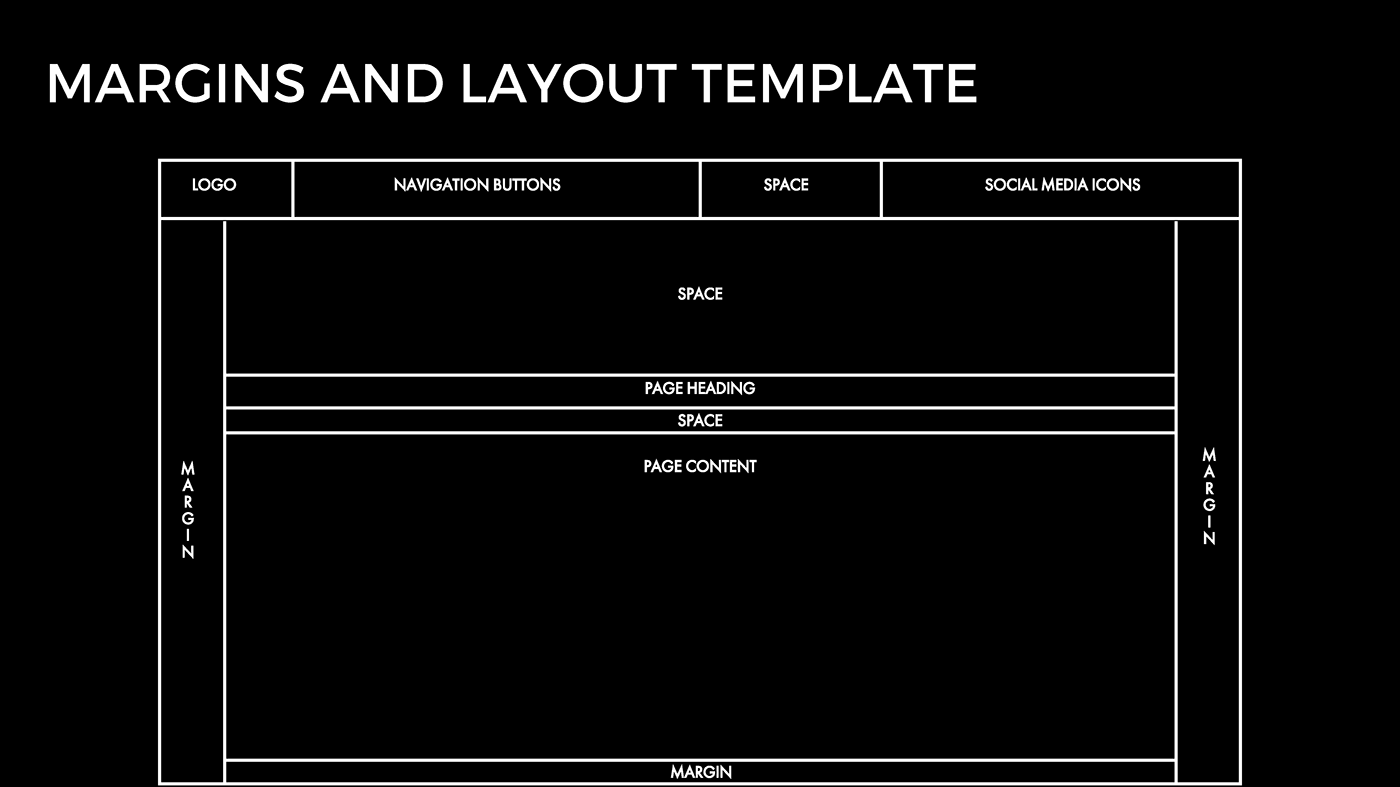 MARGINS AND LAYOUT TEMPLATE
LOGO
NAVIGATION BUTTONS
SPACE
SOCIAL MEDIA ICONS
SPACE
PAGE HEADING
SPACE
PAGE CONTENT
MARGIN
MARGIN
MARGIN